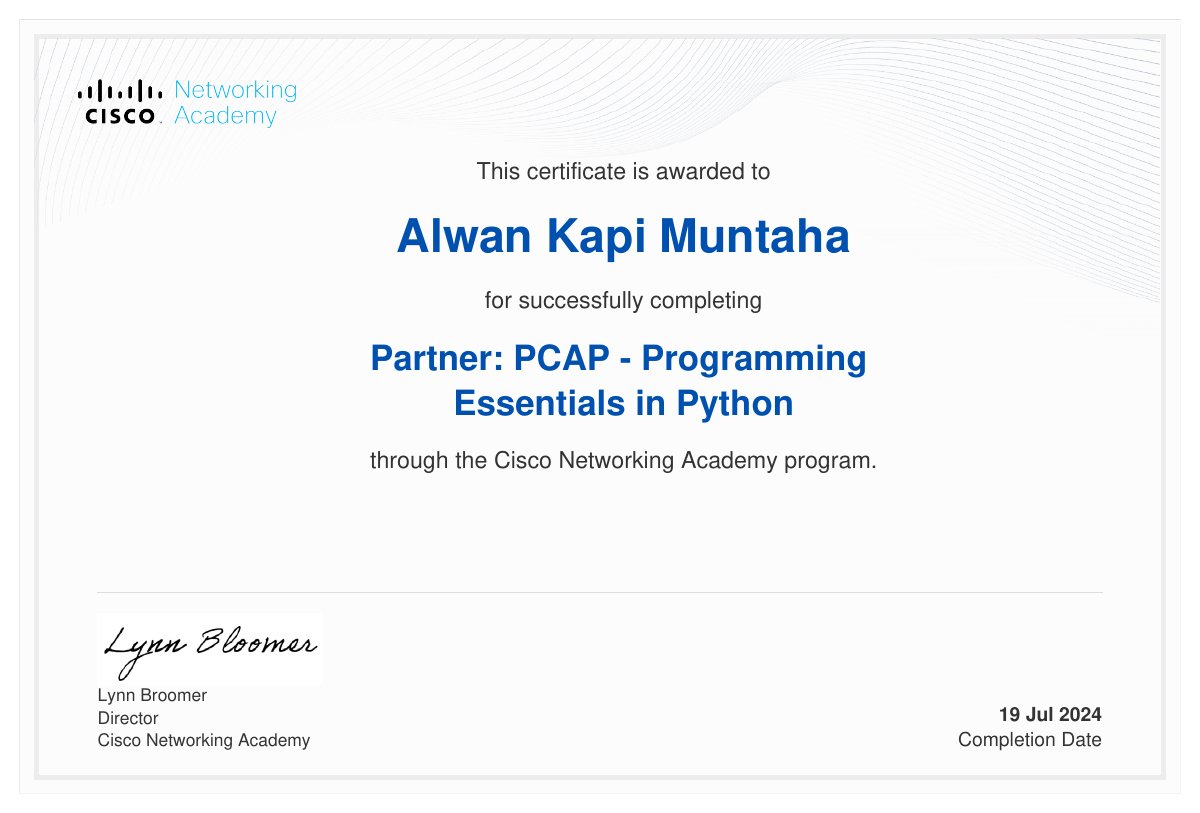 Networking
CISCO Academy
This certificate is awarded to
Alwan Kapi Muntaha
for successfully completing
Partner: PCAP - Programming
Essentials in Python
through the Cisco Networking Academy program.
Lynn Bloomer
Lynn Broomer
Director
Cisco Networking Academy
19 Jul 2024
Completion Date